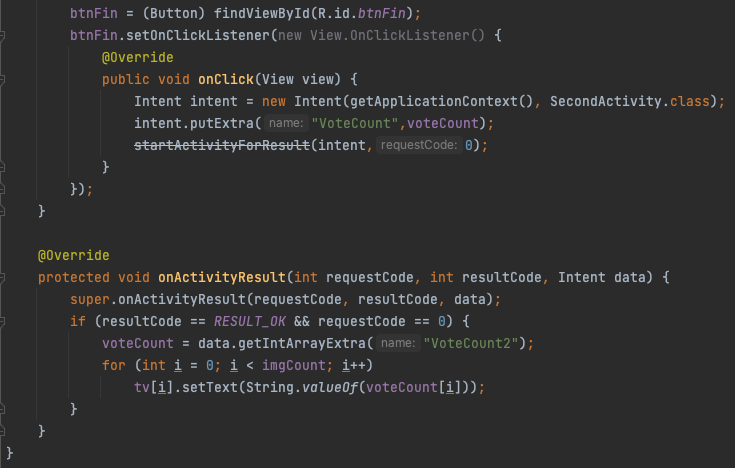 btnFin = (Button) findViewById(R.id.btnFin);
btnFin.setOnClickListener(new View.OnClickListener() {
@Override
public void onClick(View view) {
Intent intent = new Intent(getApplicationContext(), SecondActivity.class);
intent.putExtra( name: "VoteCount",voteCount);
startActivityForResult(intent, requestCode: 0);
}
});
}
@Override
protected void onActivityResult(int requestCode, int resultCode, Intent data) {
super.onActivityResult(requestCode, resultCode, data);
if (resultCode == RESULT_OK && requestCode == 0) {
voteCount = data.getIntArrayExtra( name: "VoteCount2");
for (int i = 0; i < imgCount; i++)
tv[i].setText(String.valueOf(voteCount[i]));
}
}
}